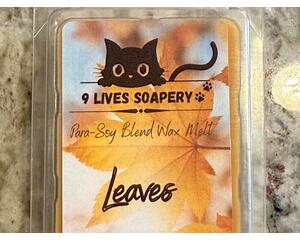 9 LIVES SOAPERY
Para-Soy Blend Wax Melt
Leaves